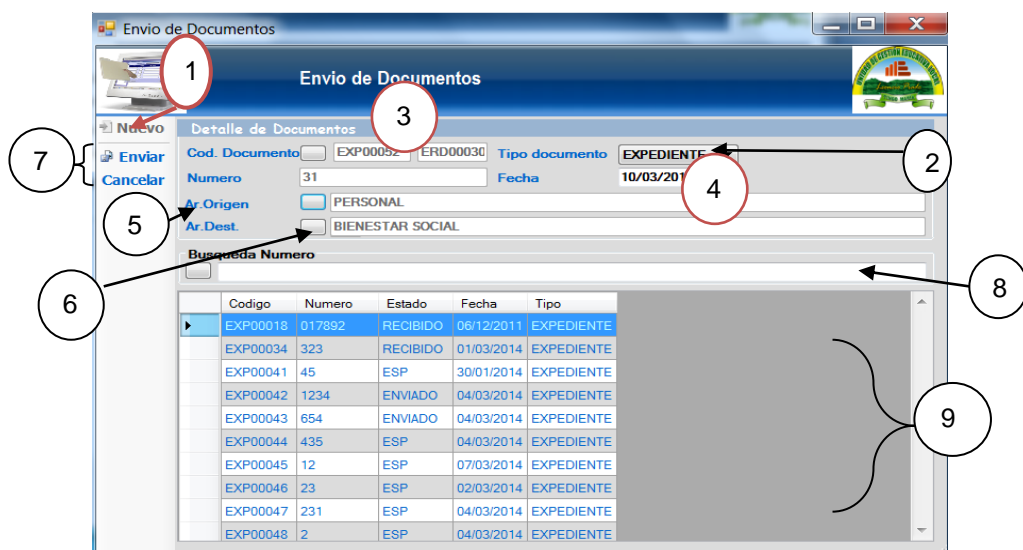 Envio de Documentos
Envio de Documentos
1
3
Nuevo
Detalle de Documentos
7
Enviar
Cod. Documento EXP00052 ERD00030 Tipo documento EXPEDIENTE
2
Cancelar
Numero 31 Fecha 10/03/201
4
5
Ar.Origen PERSONAL
Ar.Dest. BIENESTAR SOCIAL
Busqueda Numero
6
8
Codigo Numero Estado Fecha Tipo
EXP00018 017892 RECIBIDO 06/12/2011 EXPEDIENTE
EXP00034 323 RECIBIDO 01/03/2014 EXPEDIENTE
EXP00041 45 ESP 30/01/2014 EXPEDIENTE
EXP00042 1234 ENVIADO 04/03/2014 EXPEDIENTE
EXP00043 654 ENVIADO 04/03/2014 EXPEDIENTE
9
EXP00044 435 ESP 04/03/2014 EXPEDIENTE
EXP00045 12 ESP 07/03/2014 EXPEDIENTE
EXP00046 23 ESP 02/03/2014 EXPEDIENTE
EXP00047 231 ESP 04/03/2014 EXPEDIENTE
EXP00048 2 ESP 04/03/2014 EXPEDIENTE